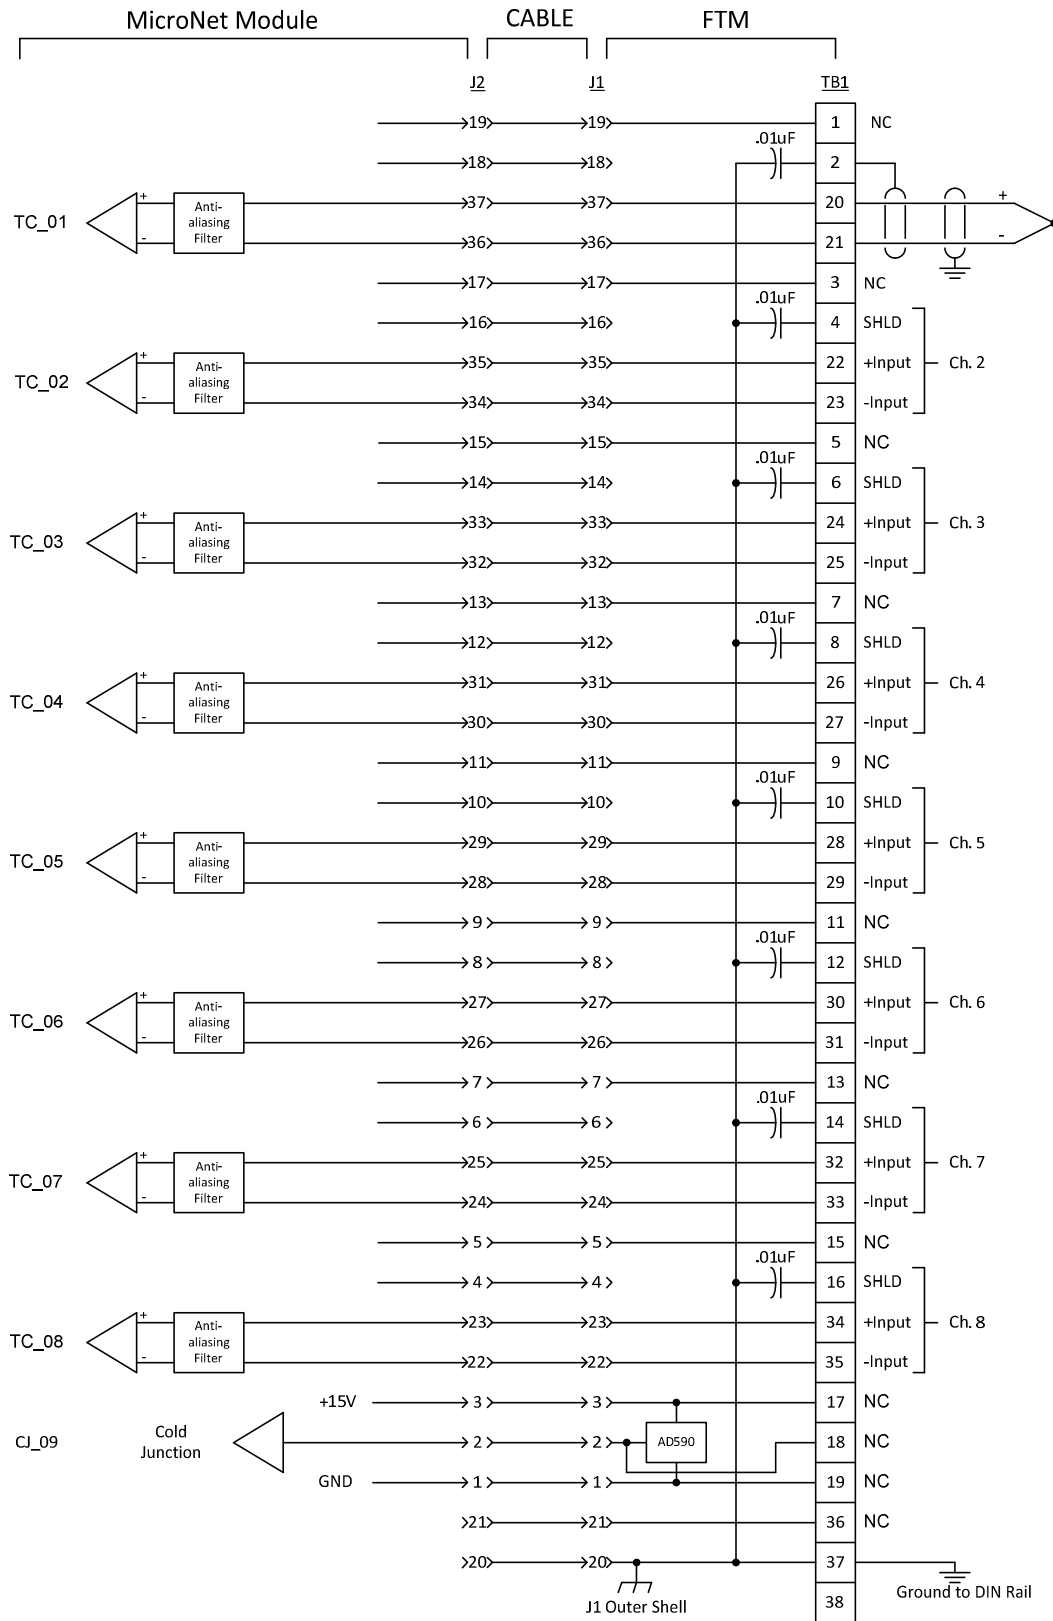 MicroNet Module CABLE FTM
J2 J1 TB1
19 19 1 NC
.01uF
18 18 2
+ 37 37 20 +
TC_01 Anti-aliasing Filter
- 36 36 21 -
17 17 3 NC
.01uF
16 16 4 SHLD
+ 35 35 22 +Input
TC_02 Anti-aliasing Filter Ch. 2
- 34 34 23 -Input
15 15 5 NC
.01uF
14 14 6 SHLD
+ 33 33 24 +Input
TC_03 Anti-aliasing Filter Ch. 3
- 32 32 25 -Input
13 13 7 NC
.01uF
12 12 8 SHLD
+ 31 31 26 +Input
TC_04 Anti-aliasing Filter Ch. 4
- 30 30 27 -Input
11 11 9 NC
.01uF
10 10 10 SHLD
+ 29 29 28 +Input
TC_05 Anti-aliasing Filter Ch. 5
- 28 28 29 -Input
9 9 11 NC
.01uF
8 8 12 SHLD
+ 27 27 30 +Input
TC_06 Anti-aliasing Filter Ch. 6
- 26 26 31 -Input
7 7 13 NC
.01uF
6 6 14 SHLD
+ 25 25 32 +Input
TC_07 Anti-aliasing Filter Ch. 7
- 24 24 33 -Input
5 5 15 NC
.01uF
4 4 16 SHLD
+ 23 23 34 +Input
TC_08 Anti-aliasing Filter Ch. 8
- 22 22 35 -Input
+15V 3 3 17 NC
CJ_09 Cold Junction 2 2 AD590 18 NC
GND 1 1 19 NC
21 21 36 NC
20 20 37
J1 Outer Shell 38 Ground to DIN Rail